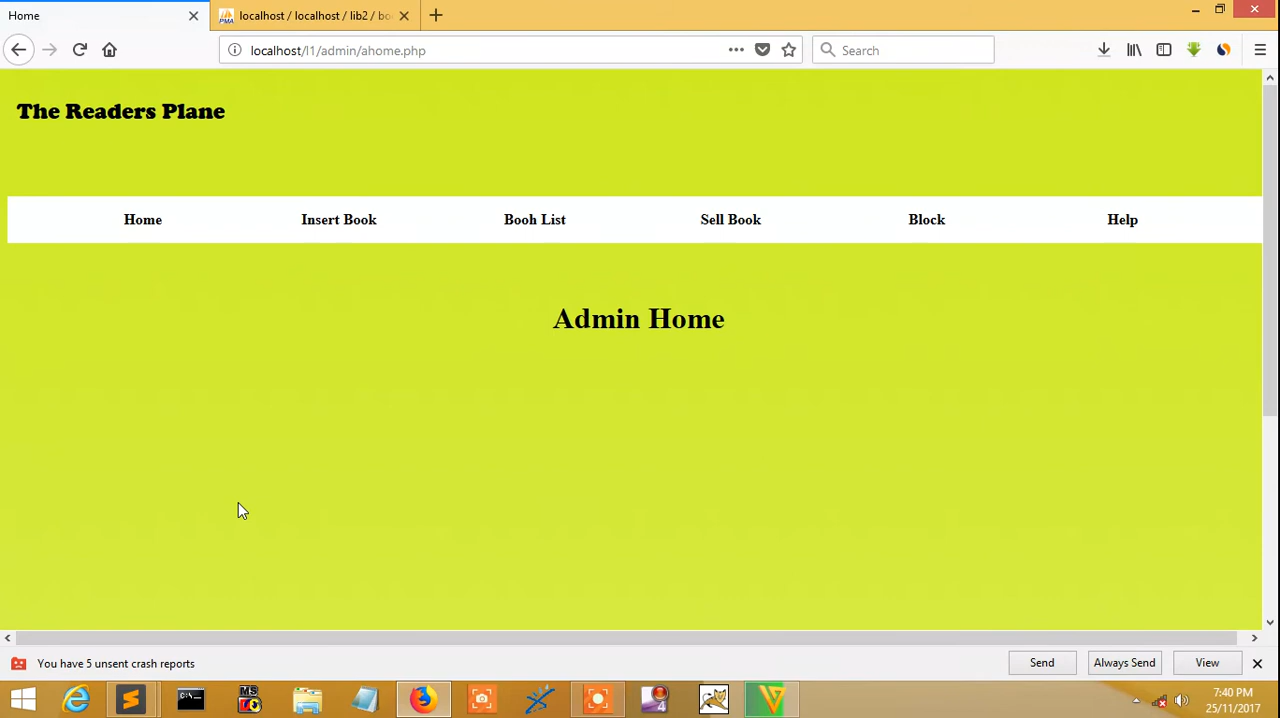 Home
localhost / localhost / lib2 / bo
localhost/l1/admin/ahome.php
Search
The Readers Plane
Home Insert Book Booh List Sell Book Block Help
Admin Home
You have 5 unsent crash reports
Send Always Send View
7:40 PM
25/11/2017